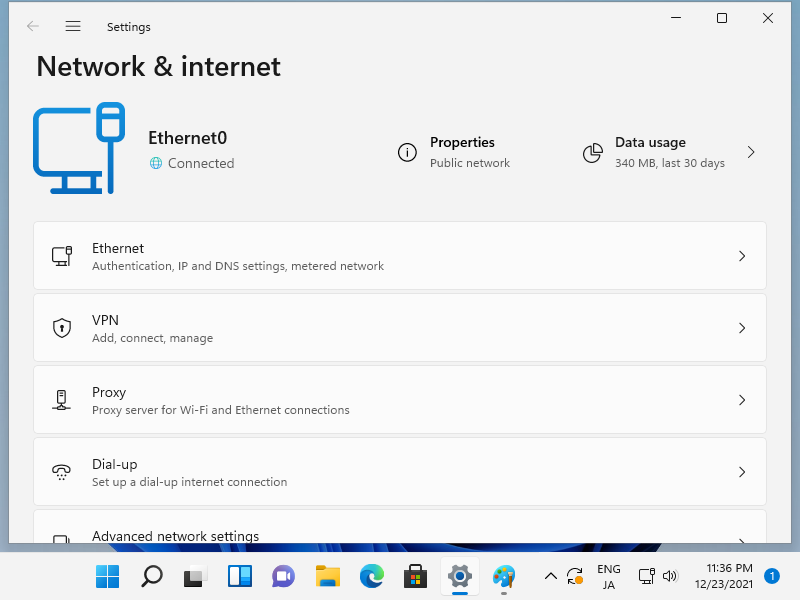 Settings
Network & internet
Ethernet0
Connected
Properties
Public network
Data usage
340 MB, last 30 days
Ethernet
Authentication, IP and DNS settings, metered network
VPN
Add, connect, manage
Proxy
Proxy server for Wi-Fi and Ethernet connections
Dial-up
Set up a dial-up internet connection
Advanced network settings
ENG
JA
11:36 PM
12/23/2021
1